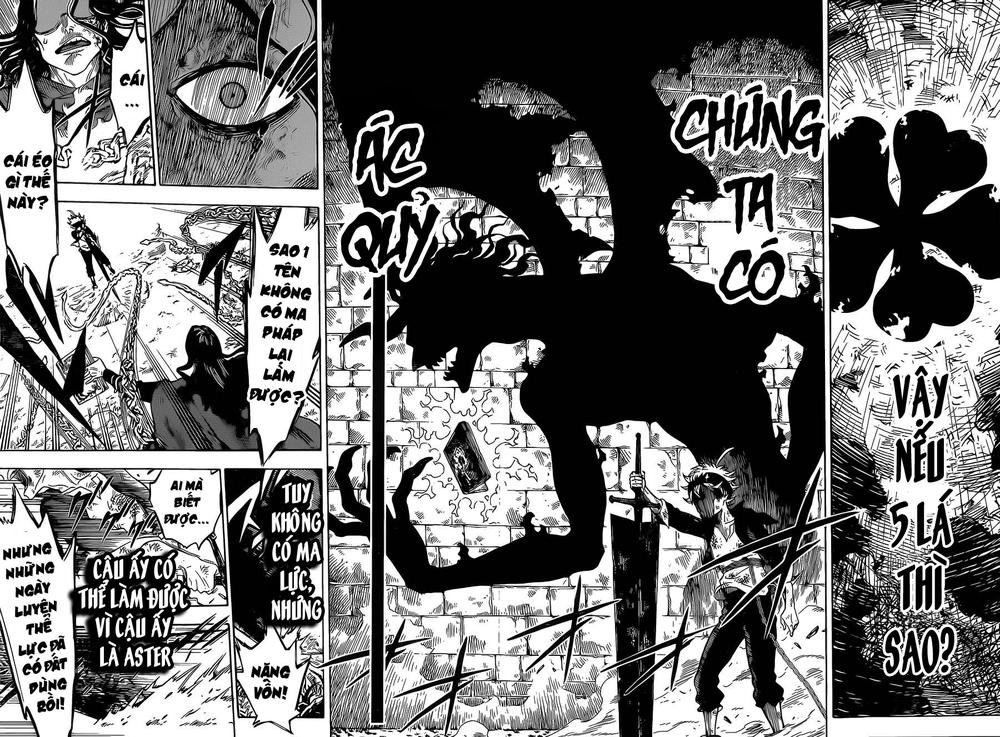 VẬY
NẾU
5 LÁ
THÌ
SAO?
CHÚNG
TA
CÓ
ÁC
QUỶ
CÁI
...
CÁI ÉO
GÌ THẾ
NÀY?
SAO 1
TÊN
KHÔNG
CÓ MA
PHÁP
LẠI
LÀM
ĐƯỢC?
TUY
KHÔNG
CÓ MA
LỰC,
NHƯNG
NẶNG
VỒN!
AI MÀ
BIẾT
ĐƯỢC...
CẬU ẤY CÓ
THỂ LÀM ĐƯỢC
VÌ CẬU ẤY
LÀ ASTER
NHƯNG
NHỮNG
NGÀY
LUYỆN
THỂ
LỰC ĐÃ
CÓ ĐẤT
DÙNG
RỒI!